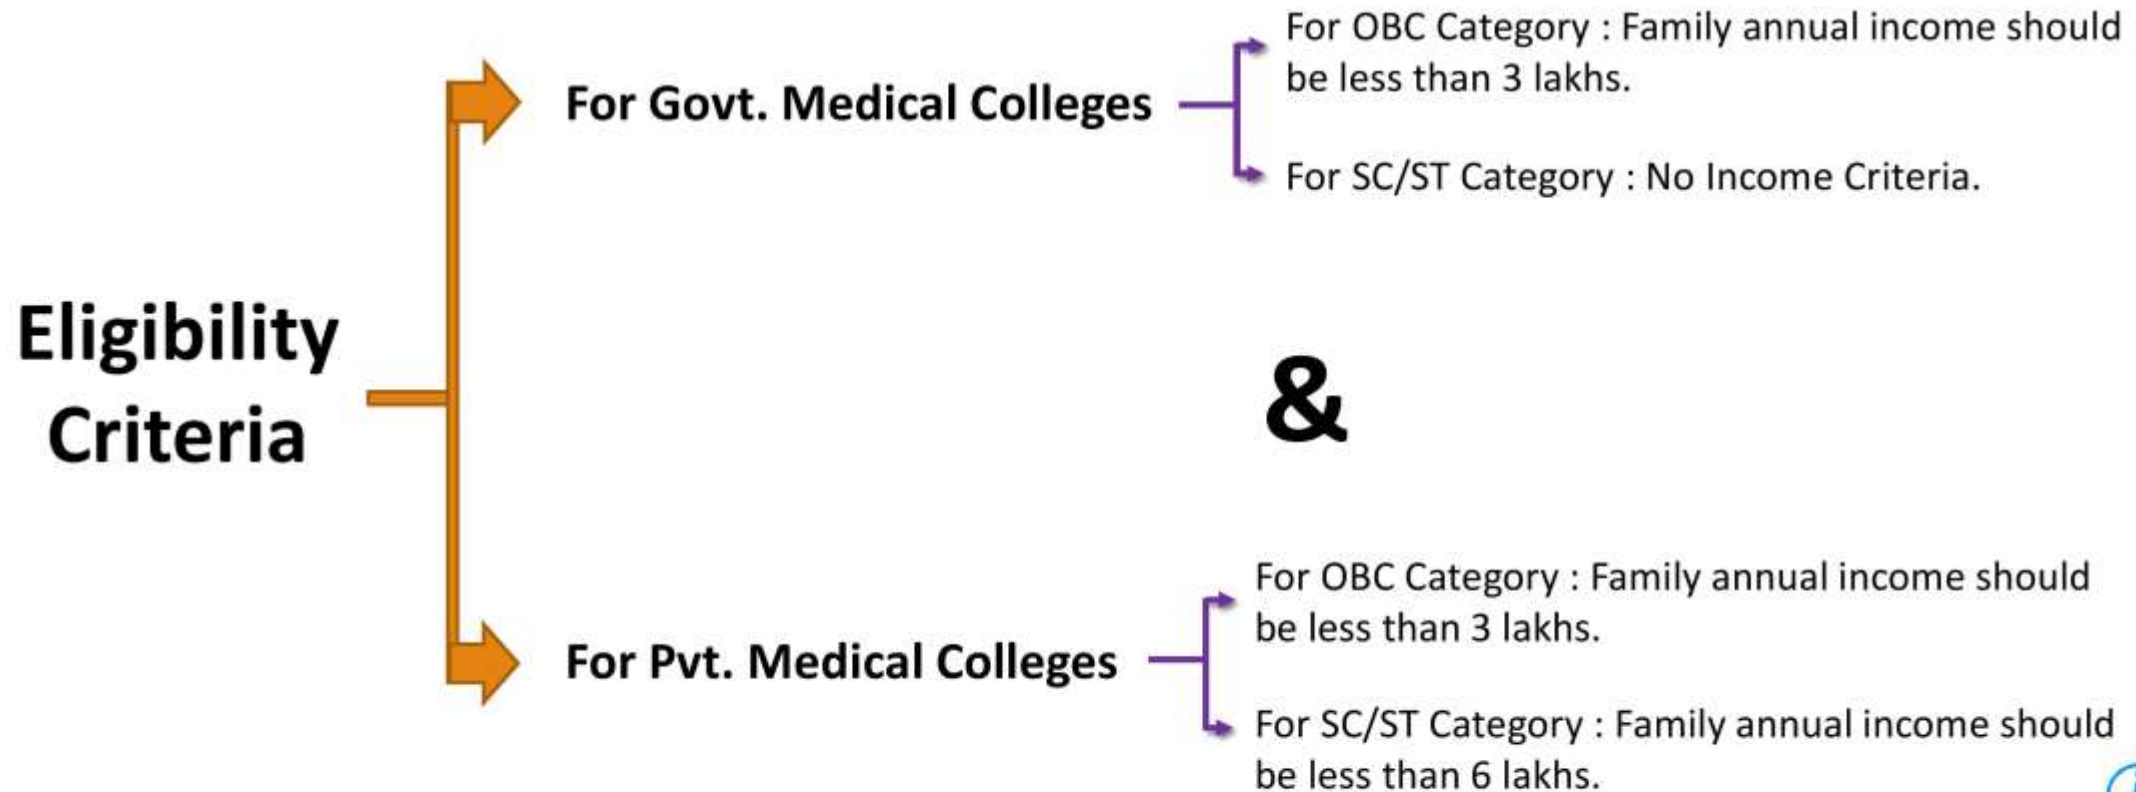 For OBC Category : Family annual income should
be less than 3 lakhs.
For Govt. Medical Colleges
For SC/ST Category : No Income Criteria.
Eligibility
Criteria
&
For OBC Category : Family annual income should
be less than 3 lakhs.
For Pvt. Medical Colleges
For SC/ST Category : Family annual income should
be less than 6 lakhs.